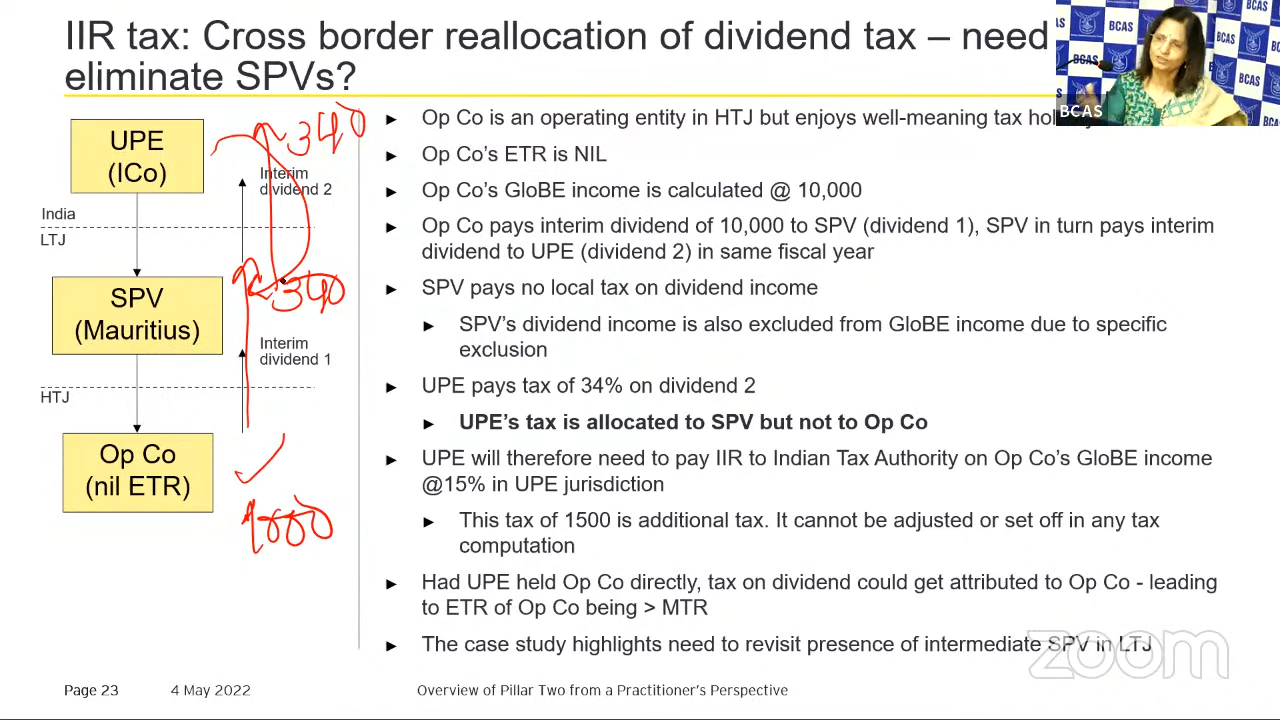 IIR tax: Cross border reallocation of dividend tax – need
eliminate SPVs?
BCAS
BCAS
BCAS
BCAS
BCAS
UPE
(ICo)
340
Interim
dividend 2
India
LTJ
SPV
(Mauritius)
340
Interim
dividend 1
HTJ
Op Co
(nil ETR)
► Op Co is an operating entity in HTJ but enjoys well-meaning tax
► Op Co's ETR is NIL
► Op Co's GloBE income is calculated @ 10,000
► Op Co pays interim dividend of 10,000 to SPV (dividend 1), SPV in turn pays interim
dividend to UPE (dividend 2) in same fiscal year
► SPV pays no local tax on dividend income
► SPV's dividend income is also excluded from GloBE income due to specific
exclusion
► UPE pays tax of 34% on dividend 2
► UPE's tax is allocated to SPV but not to Op Co
► UPE will therefore need to pay IIR to Indian Tax Authority on Op Co's GloBE income
@15% in UPE jurisdiction
► This tax of 1500 is additional tax. It cannot be adjusted or set off in any tax
computation
► Had UPE held Op Co directly, tax on dividend could get attributed to Op Co - leading
to ETR of Op Co being > MTR
► The case study highlights need to revisit presence of intermediate SPV in LTJ
zoom
Page 23 4 May 2022 Overview of Pillar Two from a Practitioner's Perspective